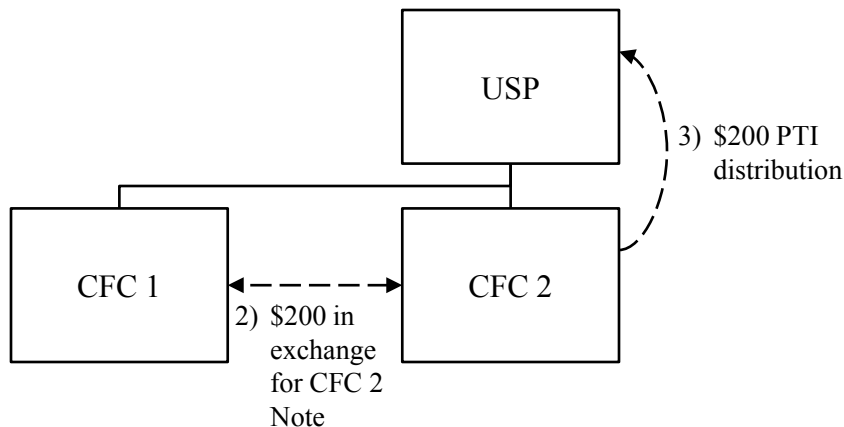 USP
3) $200 PTI
distribution
CFC 1
CFC 2
2) $200 in
exchange
for CFC 2
Note